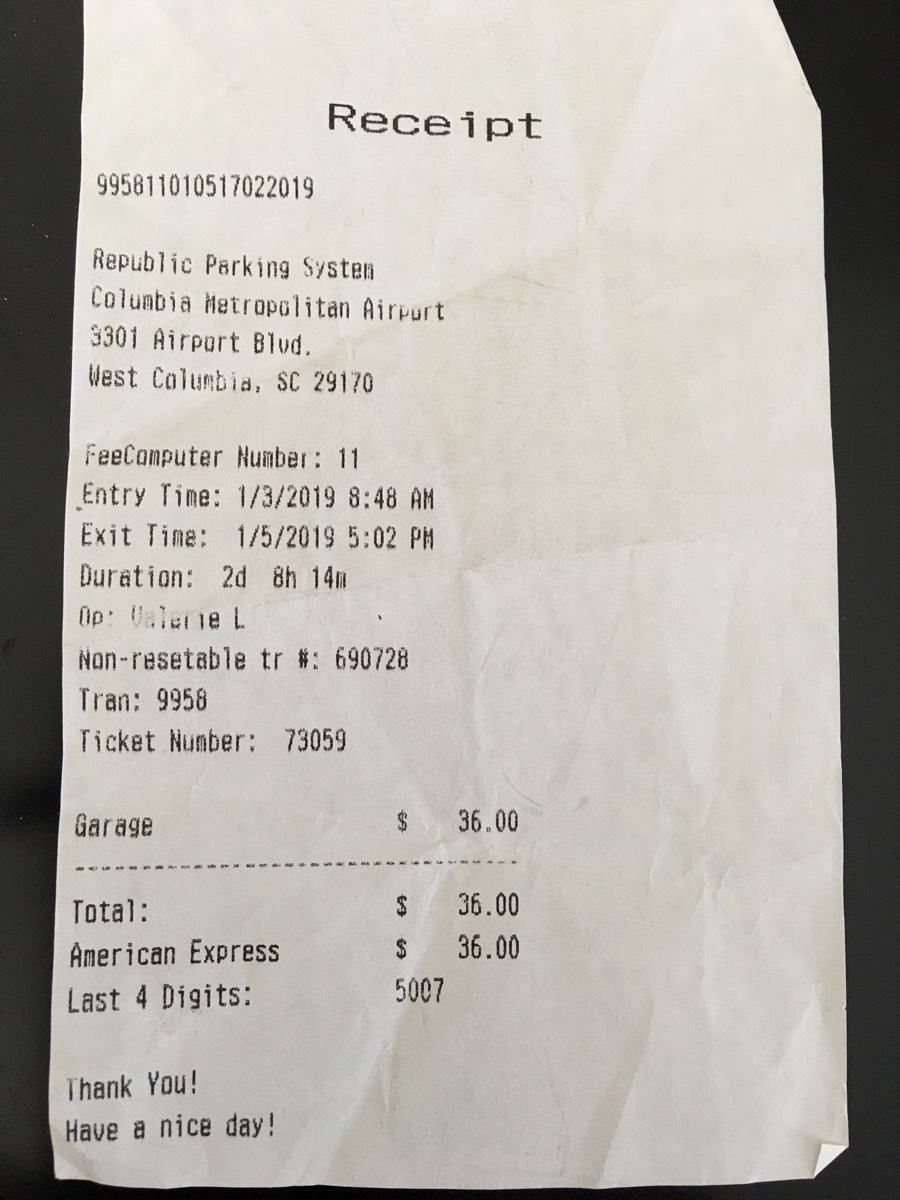 Receipt
995811010517022019
Republic Parking System
Columbia Metropolitan Airport
3301 Airport Blvd.
West Columbia, SC 29170
FeeComputer Number: 11
Entry Time: 1/3/2019 8:48 AM
Exit Time: 1/5/2019 5:02 PM
Duration: 2d 8h 14m
Op: Valerie L
Non-resetable tr #: 690728
Tran: 9958
Ticket Number: 73059
Garage $ 36.00
Total: $ 36.00
American Express $ 36.00
Last 4 Digits: 5007
Thank You!
Have a nice day!